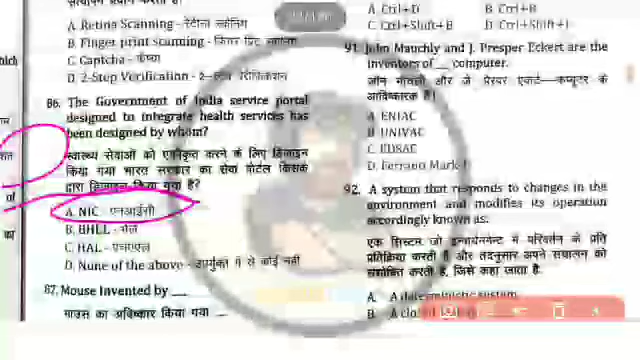 A. Retina Scanning - रेटीना स्कैनिंग
B. Finger print scanning - फिंगर प्रिंट स्कैनिंग
C. Captcha - कैप्चा
D. 2-Step Verification - 2-स्टेप वेरिफिकेशन
86. The Government of India service portal
designed to integrate health services has
been designed by whom?
स्वास्थ्य सेवाओं को एकीकृत करने के लिए डिजाइन
किया गया भारत सरकार का सेवा पोर्टल किसके
द्वारा डिजाइन किया गया है?
A. NIC - एनआईसी
B. BHEL - भेल
C. HAL - एचएएल
D. None of the above - उपर्युक्त में से कोई नहीं
87. Mouse Invented by __
माउस का अविष्कार किया गया __
A. Ctrl+D B. Ctrl+B
C. Ctrl+Shift+B D. Ctrl+Shift+
91. John Mauchly and J. Presper Eckert are the
inventors of __ computer.
जॉन मौचली और जे प्रेस्पर एकर्ट—कम्प्यूटर के
आविष्कारक हैं।
A. ENIAC
B. UNIVAC
C. EDSAC
D. Ferranti Mark-I
92. A system that responds to changes in the
environment and modifies its operation
accordingly known as:
एक सिस्टम जो इन्वायर्नमेन्ट में परिवर्तन के प्रति
प्रतिक्रिया करती है और तदनुसार अपने संचालन को
संशोधित करती है, जिसे कहा जाता है.
A. A deterministic system
B. A